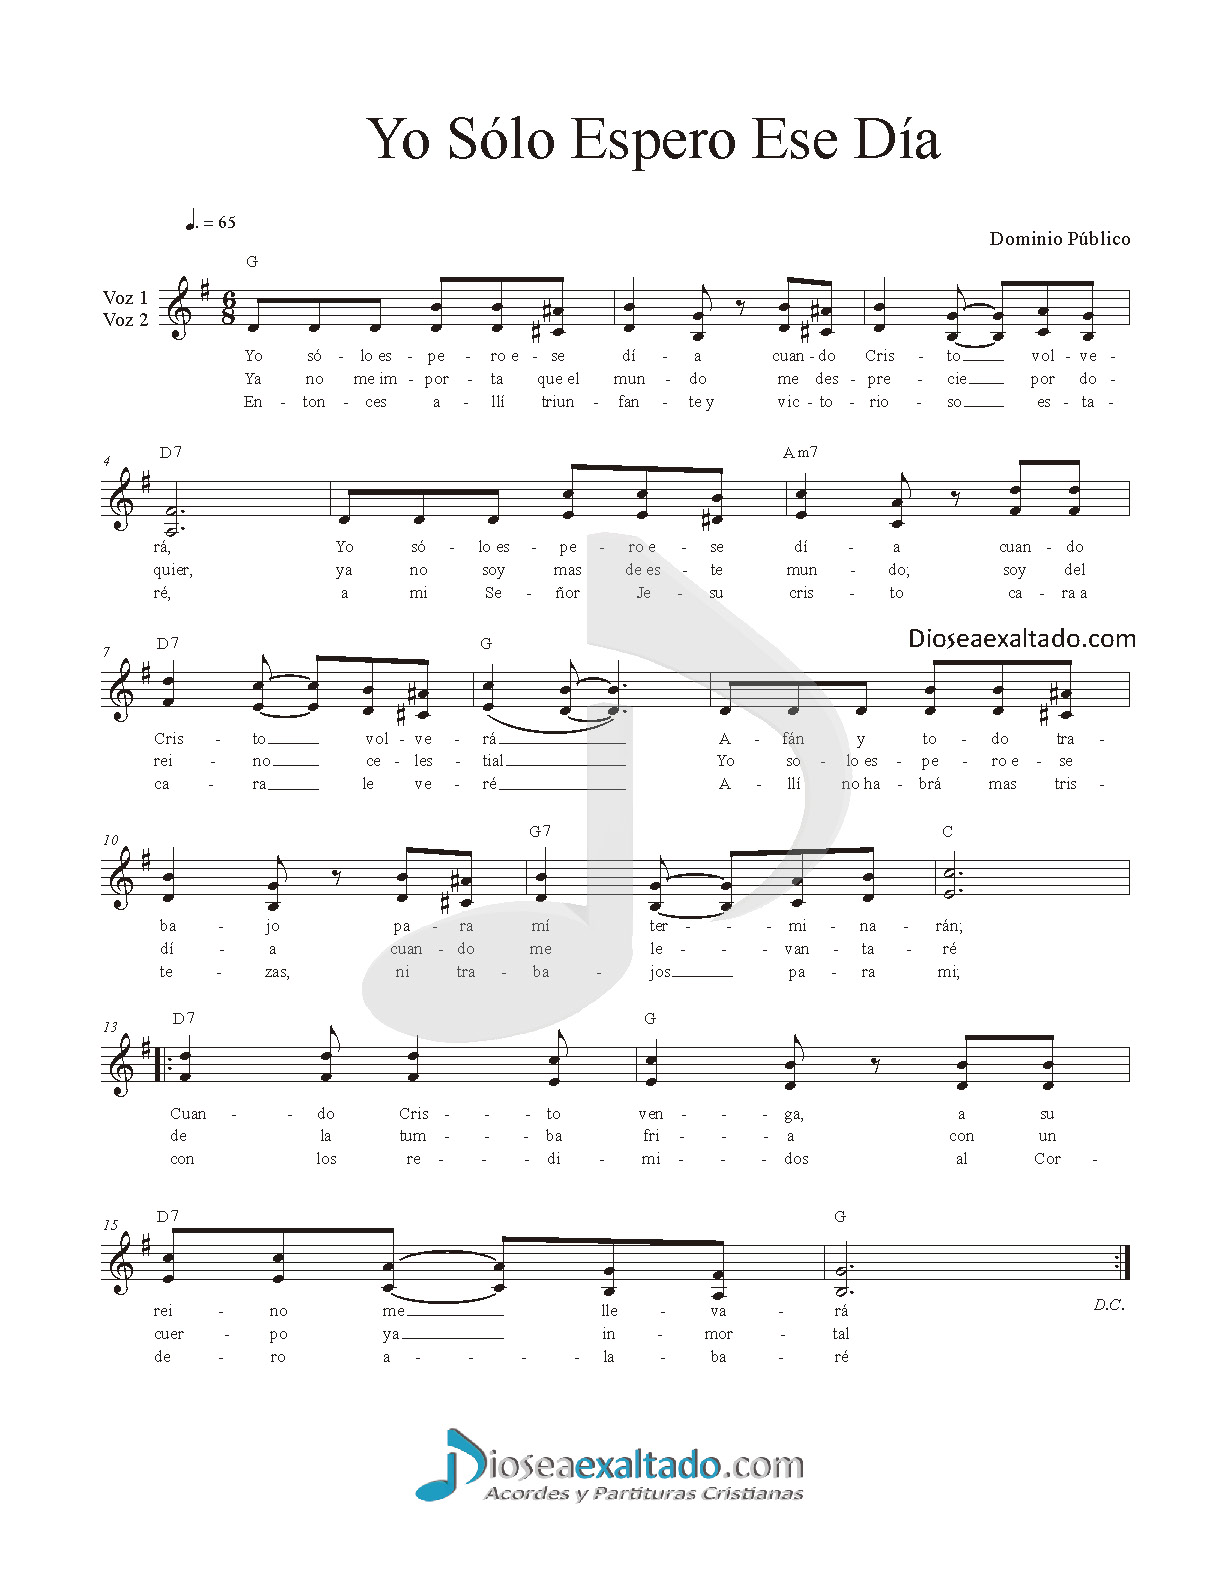 Yo Sólo Espero Ese Día
♩. = 65
Dominio Público
G
Voz 1
Voz 2
6
8
Yo só - lo es - pe - ro e - se dí - a cuan - do Cris - to vol - ve -
Ya no me im - por - ta que el mun - do me des - pre - cie por do -
En - ton - ces a - llí triun - fan - te y vic - to - rio - so es - ta -
4 D7 Am7
rá, Yo só - lo es - pe - ro e - se dí - a cuan - do
quier, ya no soy mas de es - te mun - do; soy del
ré, a mi Se - ñor Je - su cris - to ca - ra a
Dioseaexaltado.com
7 D7 G
Cris - to vol - ve - rá A - fán y to - do tra -
rei - no ce - les - tial Yo so - lo es - pe - ro e - se
ca - ra le ve - ré A - llí no ha - brá mas tris -
10 G7 C
ba - jo pa - ra mí ter - - - mi - na - rán;
dí - a cuan - do me le - - - van - ta - ré
te - zas, ni tra - ba - jos pa - ra mi;
13 D7 G
Cuan - - do Cris - - to ven - - - ga, a su
de la tum - - - ba fri - - - a con un
con los re - - - di - mi - - - dos al Cor -
15 D7 G
rei - no me lle - va - rá
D.C.
cuer - po ya in - mor - tal
de - ro a - - - la - ba - ré
Dioseaexaltado.com
Acordes y Partituras Cristianas